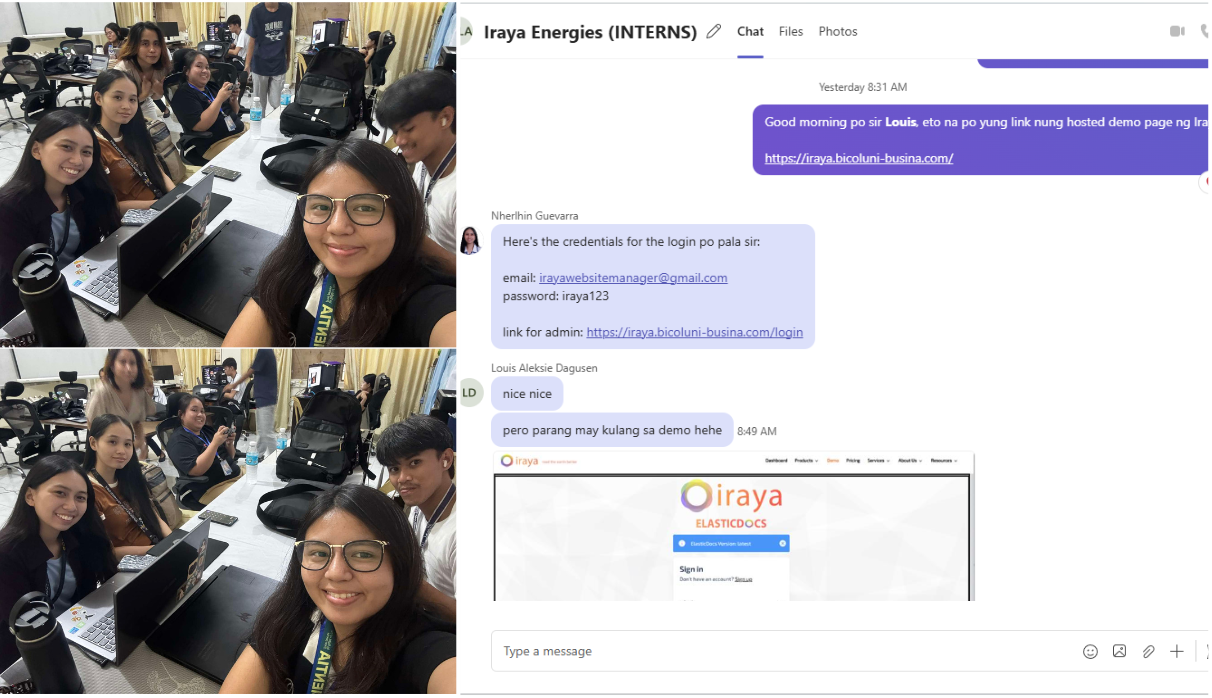 Iraya Energies (INTERNS)
Chat
Files
Photos
Yesterday 8:31 AM
Good morning po sir Louis, eto na po yung link nung hosted demo page ng Ira
https://iraya.bicoluni-busina.com/
Nherlhin Guevarra
Here's the credentials for the login po pala sir:
email: irayawebsitemanager@gmail.com
password: iraya123
link for admin: https://iraya.bicoluni-busina.com/login
Louis Aleksie Dagusen
LD
nice nice
pero parang may kulang sa demo hehe
8:49 AM
iraya
Dashboard Products Demo Pricing Services About Us Resources
iraya
ELASTICDOCS
ElasticDocs Version latest
Sign in
Don't have an account? Sign up
Type a message